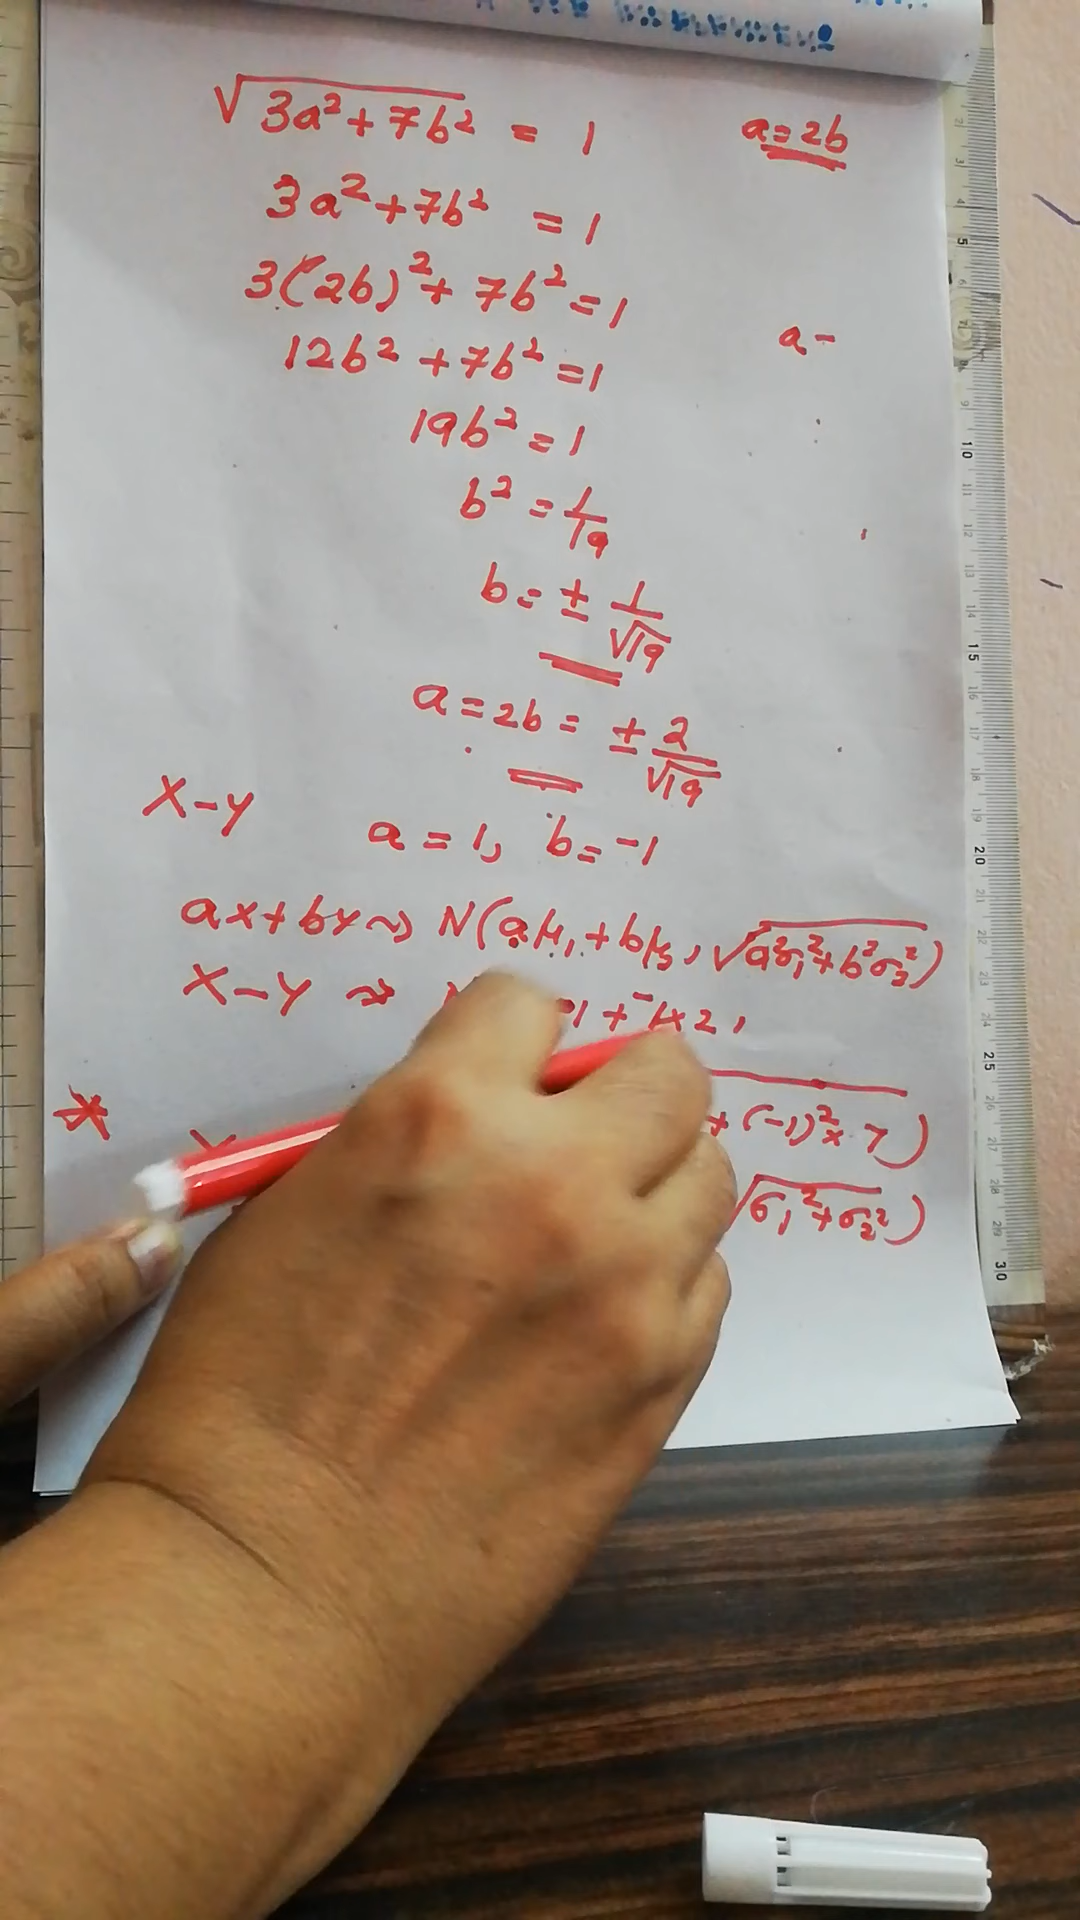 √3a²+7b² = 1 a=2b
3a²+7b² = 1
3(2b)²+ 7b²=1
a-
12b² +7b²=1
19b²=1
b²=1/19
b=± 1/√19
a=2b= ± 2/√19
X-Y
a=1, b=-1
ax+by~> N(aμ₁+bμ₂, √a²σ₁²+b²σ₂²)
X-Y ~> 1+-1x2,
* + (-1)²x 7)
√σ₁²+σ₂²)